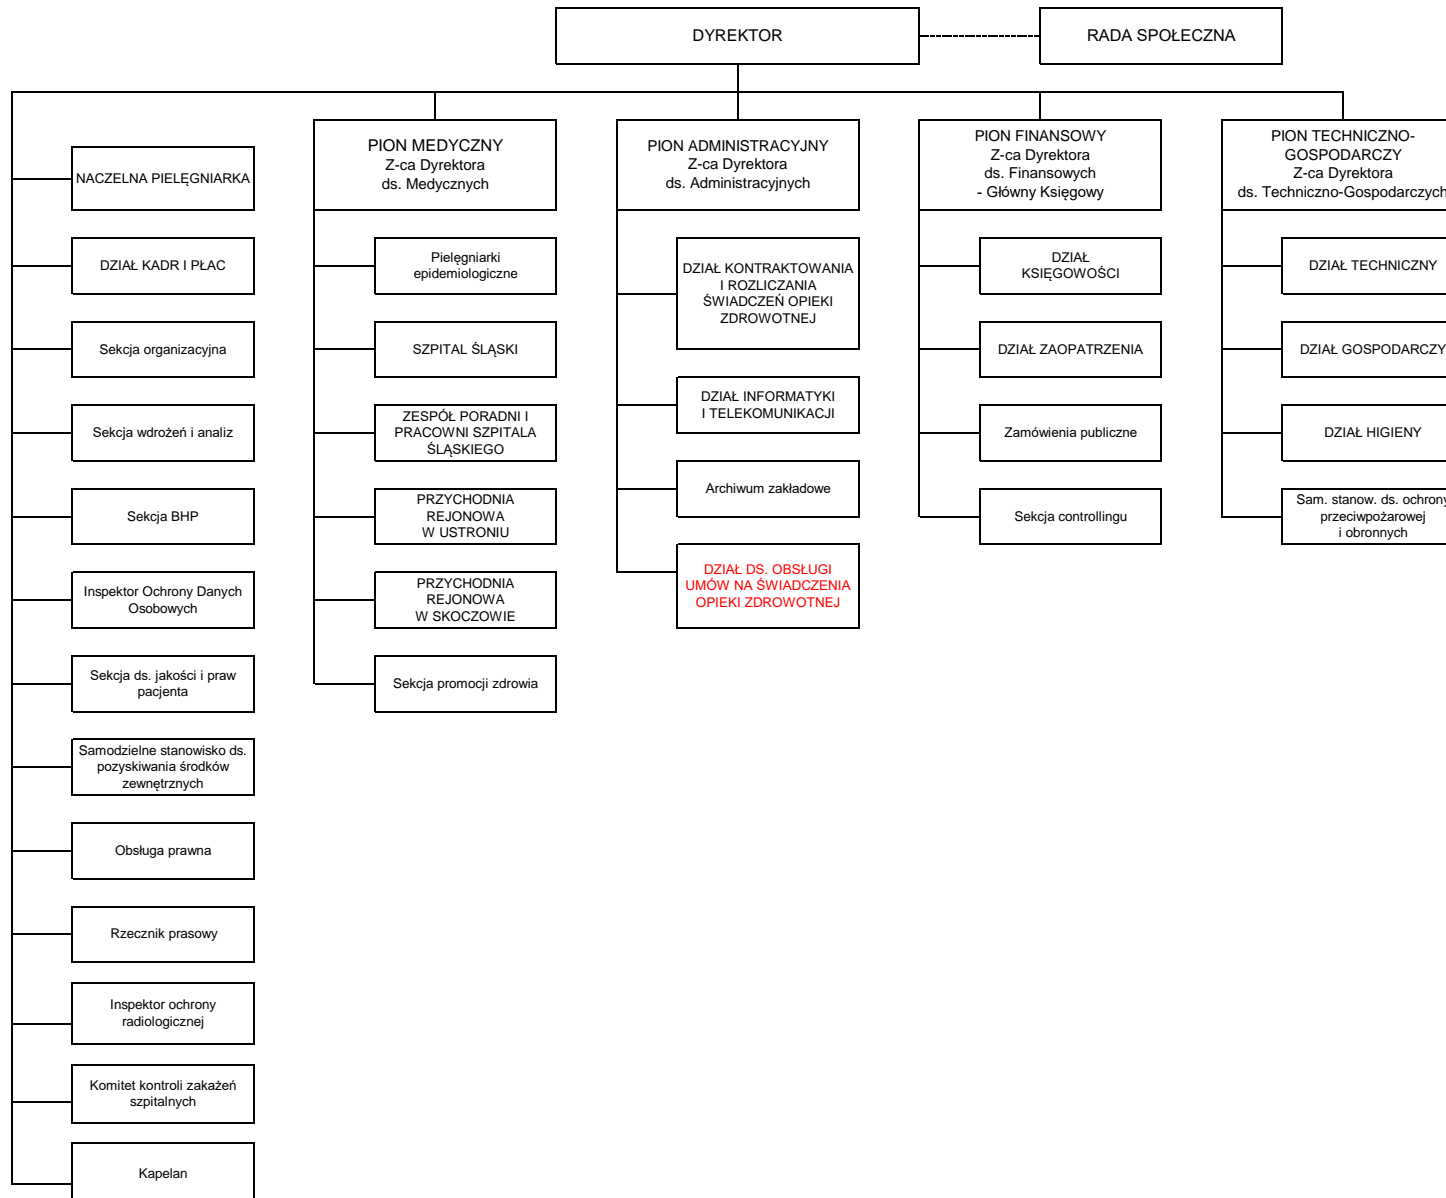 DYREKTOR
RADA SPOŁECZNA
NACZELNA PIELĘGNIARKA
DZIAŁ KADR I PŁAC
Sekcja organizacyjna
Sekcja wdrożeń i analiz
Sekcja BHP
Inspektor Ochrony Danych
Osobowych
Sekcja ds. jakości i praw
pacjenta
Samodzielne stanowisko ds.
pozyskiwania środków
zewnętrznych
Obsługa prawna
Rzecznik prasowy
Inspektor ochrony
radiologicznej
Komitet kontroli zakażeń
szpitalnych
Kapelan
PION MEDYCZNY
Z-ca Dyrektora
ds. Medycznych
Pielęgniarki
epidemiologiczne
SZPITAL ŚLĄSKI
ZESPÓŁ PORADNI I
PRACOWNI SZPITALA
ŚLĄSKIEGO
PRZYCHODNIA
REJONOWA
W USTRONIU
PRZYCHODNIA
REJONOWA
W SKOCZOWIE
Sekcja promocji zdrowia
PION ADMINISTRACYJNY
Z-ca Dyrektora
ds. Administracyjnych
DZIAŁ KONTRAKTOWANIA
I ROZLICZANIA
ŚWIADCZEŃ OPIEKI
ZDROWOTNEJ
DZIAŁ INFORMATYKI
I TELEKOMUNIKACJI
Archiwum zakładowe
DZIAŁ DS. OBSŁUGI
UMÓW NA ŚWIADCZENIA
OPIEKI ZDROWOTNEJ
PION FINANSOWY
Z-ca Dyrektora
ds. Finansowych
- Główny Księgowy
DZIAŁ
KSIĘGOWOŚCI
DZIAŁ ZAOPATRZENIA
Zamówienia publiczne
Sekcja controllingu
PION TECHNICZNO-
GOSPODARCZY
Z-ca Dyrektora
ds. Techniczno-Gospodarczych
DZIAŁ TECHNICZNY
DZIAŁ GOSPODARCZY
DZIAŁ HIGIENY
Sam. stanow. ds. ochrony
przeciwpożarowej
i obronnych